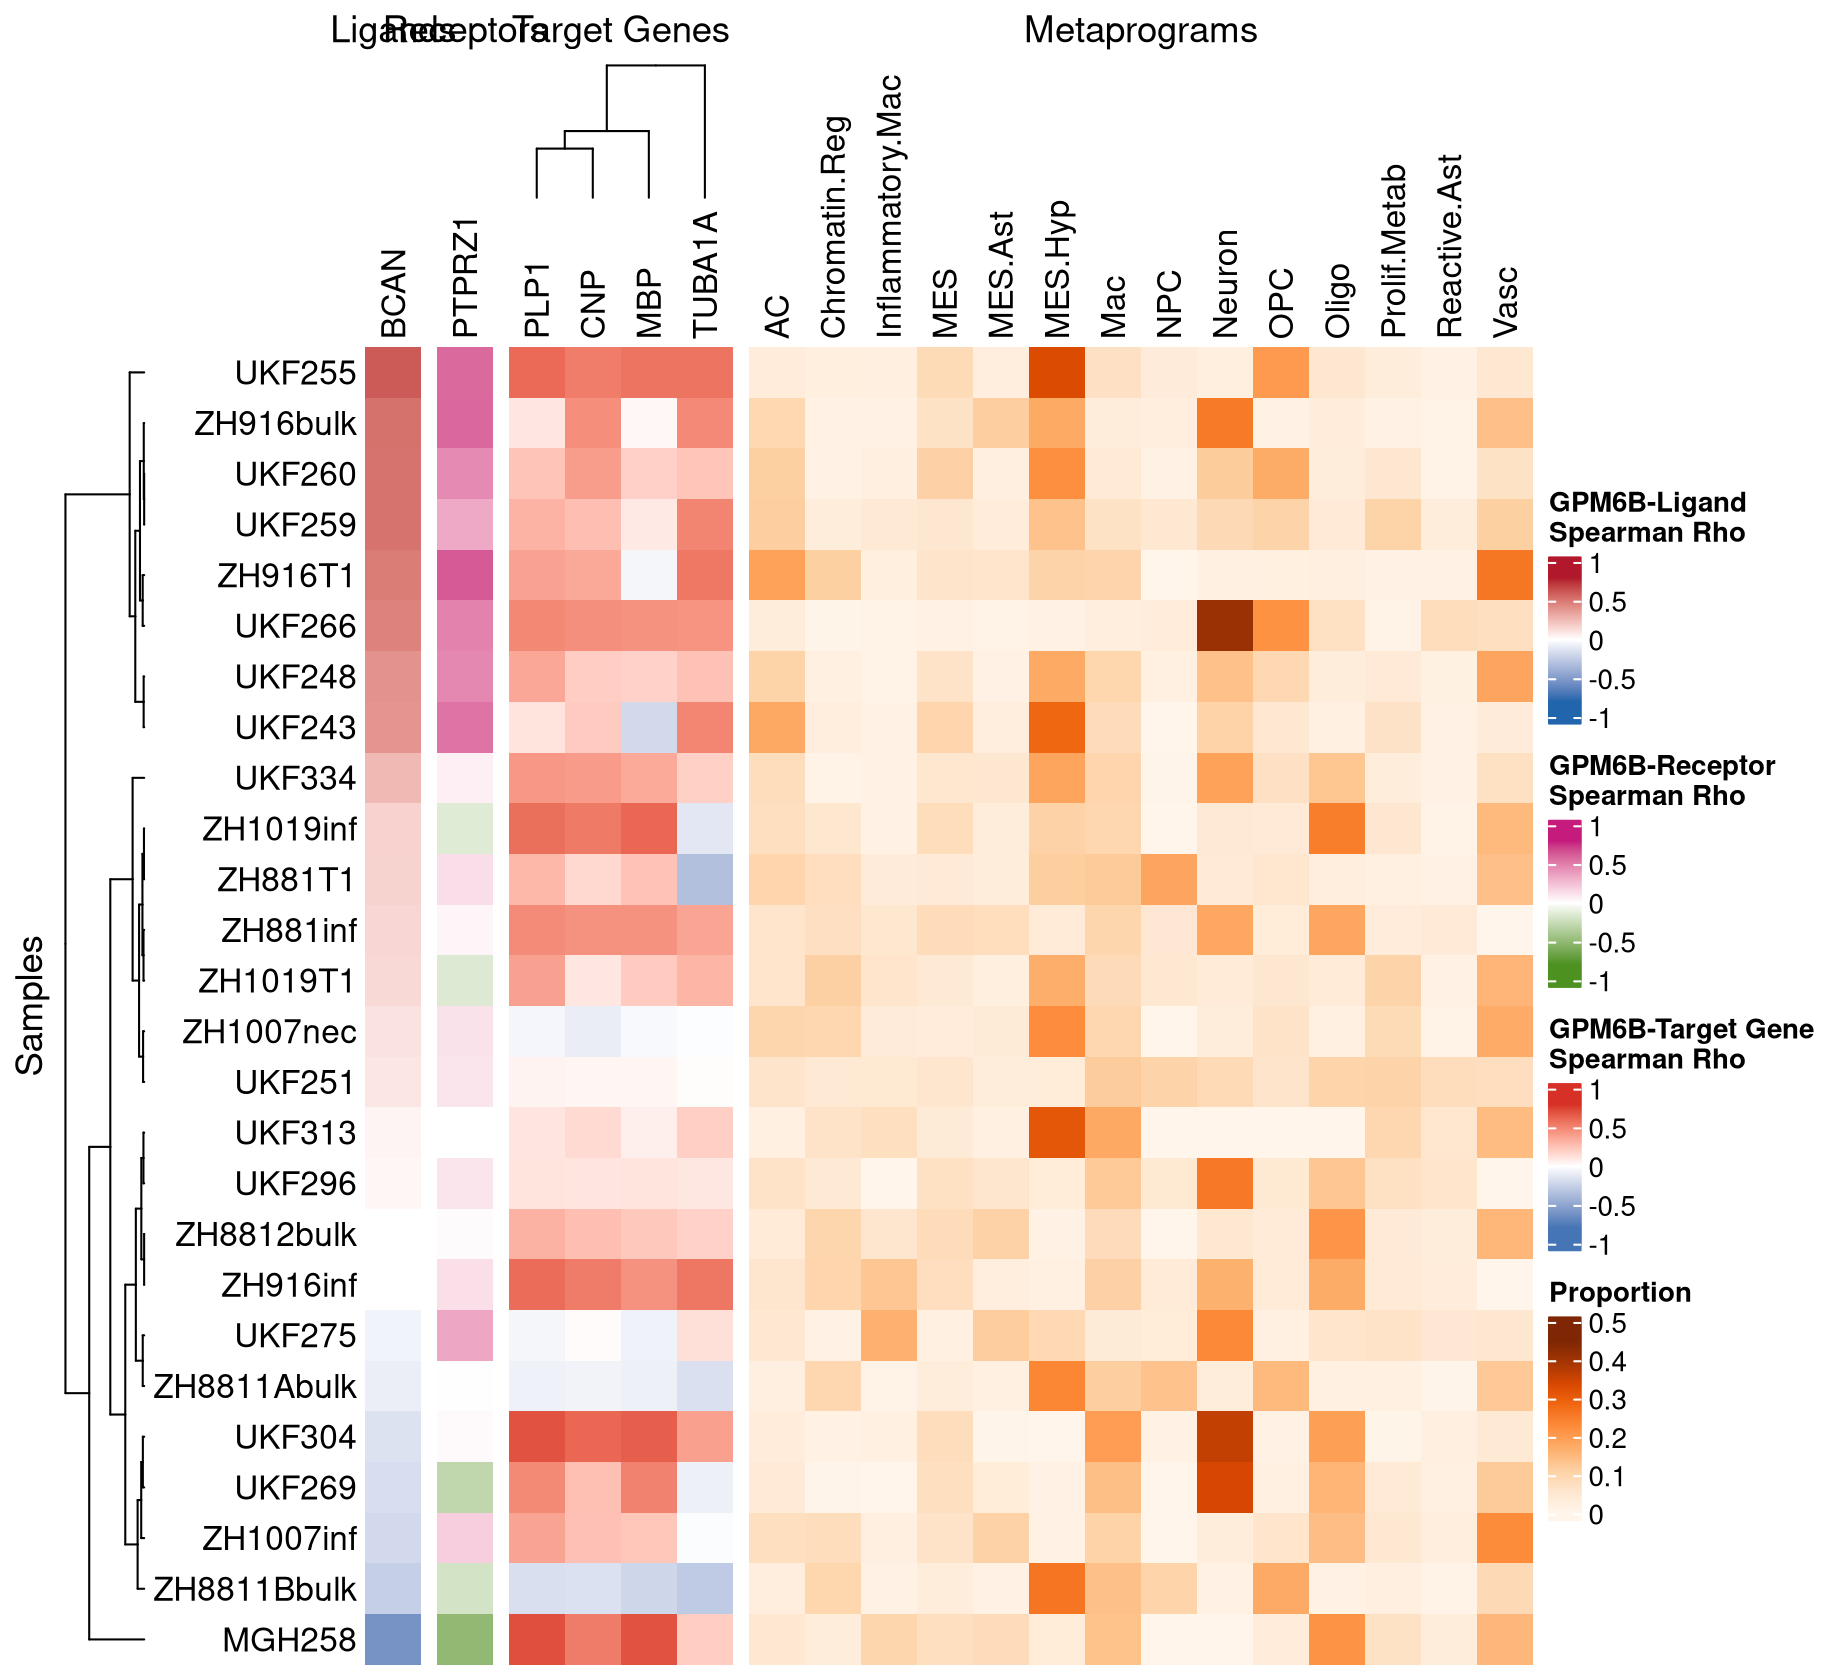 Ligands Receptors Target Genes Metaprograms
BCAN PTPRZ1 PLP1 CNP MBP TUBA1A AC Chromatin.Reg Inflammatory.Mac MES MES.Ast MES.Hyp Mac NPC Neuron OPC Oligo Prolif.Metab Reactive.Ast Vasc
Samples
UKF255
ZH916bulk
UKF260
UKF259
ZH916T1
UKF266
UKF248
UKF243
UKF334
ZH1019inf
ZH881T1
ZH881inf
ZH1019T1
ZH1007nec
UKF251
UKF313
UKF296
ZH8812bulk
ZH916inf
UKF275
ZH8811Abulk
UKF304
UKF269
ZH1007inf
ZH8811Bbulk
MGH258
GPM6B-Ligand
Spearman Rho
1
0.5
0
-0.5
-1
GPM6B-Receptor
Spearman Rho
1
0.5
0
-0.5
-1
GPM6B-Target Gene
Spearman Rho
1
0.5
0
-0.5
-1
Proportion
0.5
0.4
0.3
0.2
0.1
0